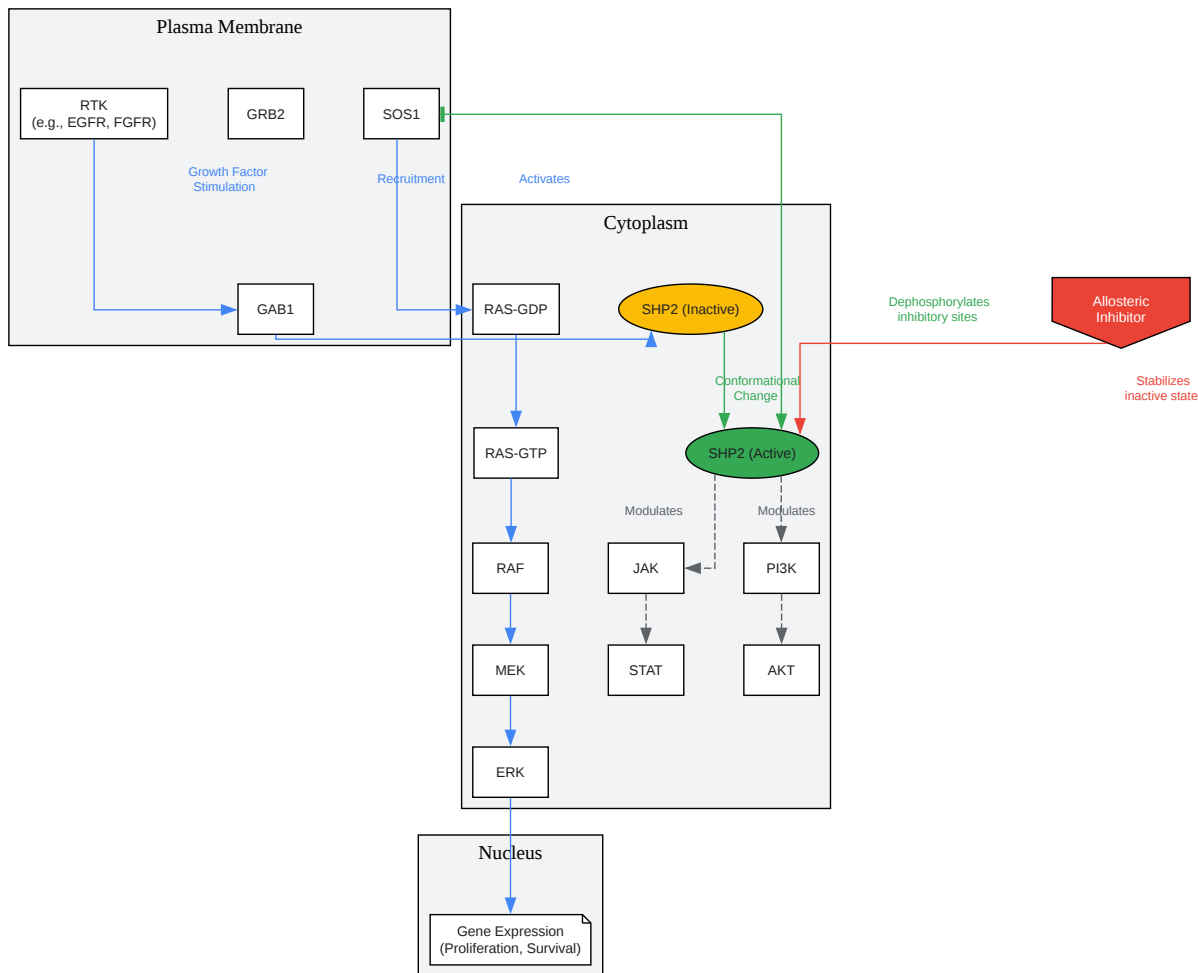 Plasma Membrane
RTK
(e.g., EGFR, FGFR)
GRB2
SOS1
Growth Factor
Stimulation
Recruitment
Activates
Cytoplasm
GAB1
RAS-GDP
SHP2 (Inactive)
Dephosphorylates
inhibitory sites
Allosteric
Inhibitor
Conformational
Change
Stabilizes
inactive state
RAS-GTP
SHP2 (Active)
Modulates
Modulates
RAF
JAK
PI3K
MEK
STAT
AKT
ERK
Nucleus
Gene Expression
(Proliferation, Survival)